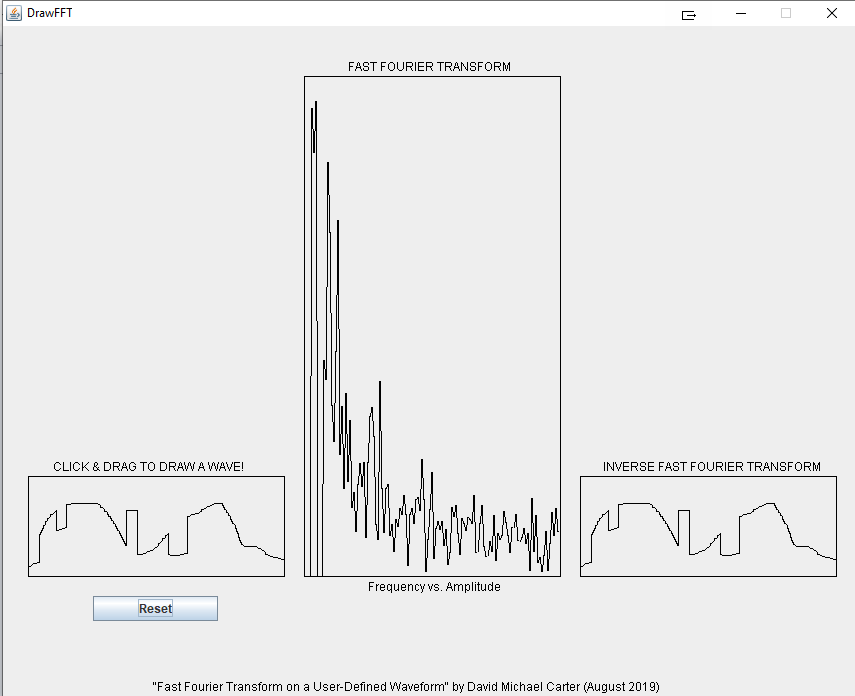 DrawFFT
FAST FOURIER TRANSFORM
CLICK & DRAG TO DRAW A WAVE!
INVERSE FAST FOURIER TRANSFORM
Frequency vs. Amplitude
Reset
"Fast Fourier Transform on a User-Defined Waveform" by David Michael Carter (August 2019)